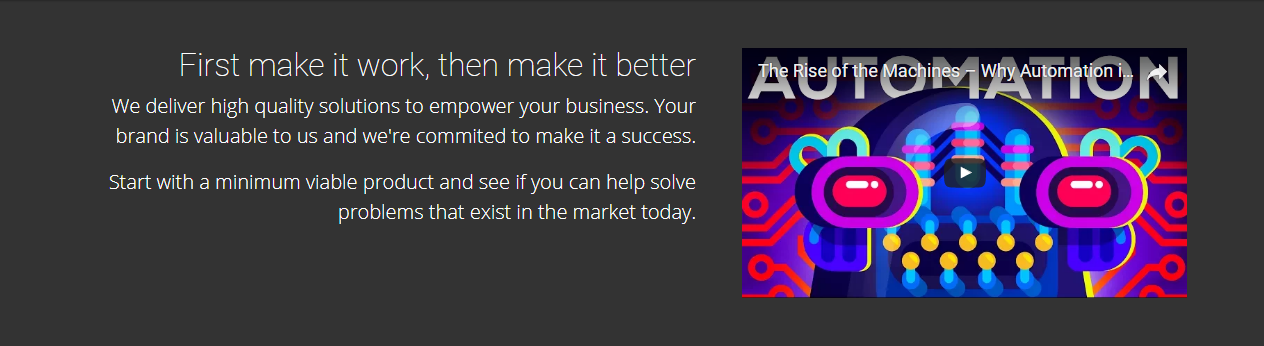 First make it work, then make it better
We deliver high quality solutions to empower your business. Your
brand is valuable to us and we're commited to make it a success.
Start with a minimum viable product and see if you can help solve
problems that exist in the market today.
The Rise of the Machines – Why Automation i...
AUTOMATION